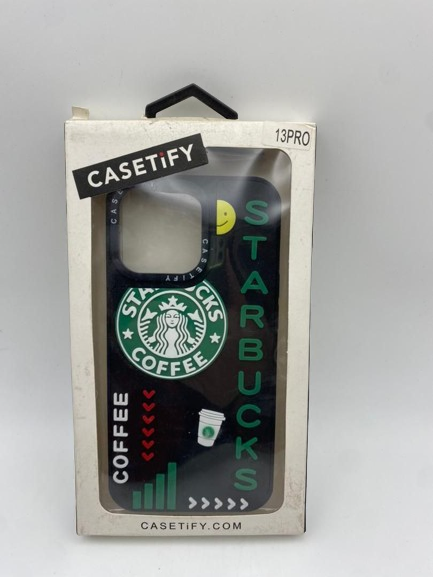 13PRO
CASETiFY
CASETIFY
STARBUCKS
STARBUCKS
COFFEE
COFFEE
CASETiFY.COM